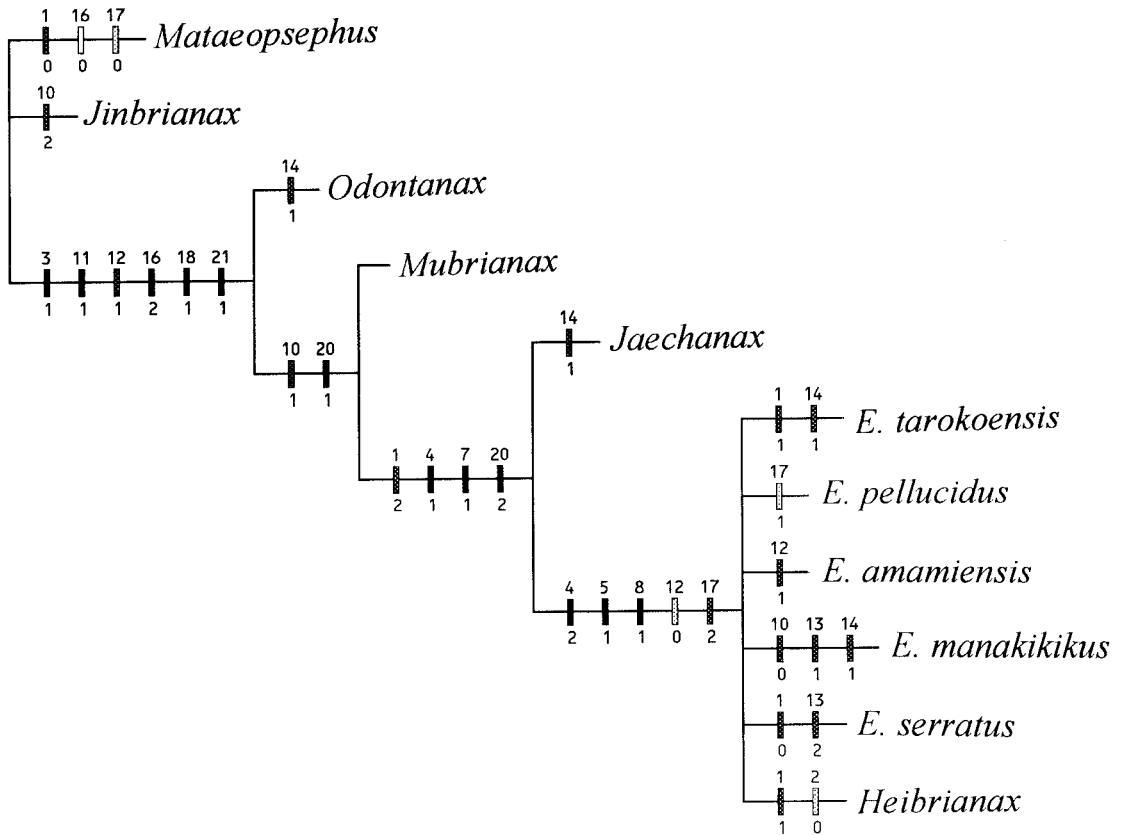 1 16 17
Mataeopsephus
0 0 0
10
Jinbrianax
2
14
Odontanax
1
3 11 12 16 18 21
Mubrianax
1 1 1 2 1 1
14
Jaechanax
10 20
1
1 1
1 14
E. tarokoensis
1 1
1 4 7 20
17
E. pellucidus
2 1 1 2
1
12
E. amamiensis
1
4 5 8 12 17
2 1 1 0 2
10 13 14
E. manakikikus
0 1 1
1 13
E. serratus
0 2
1 2
Heibrianax
1 0